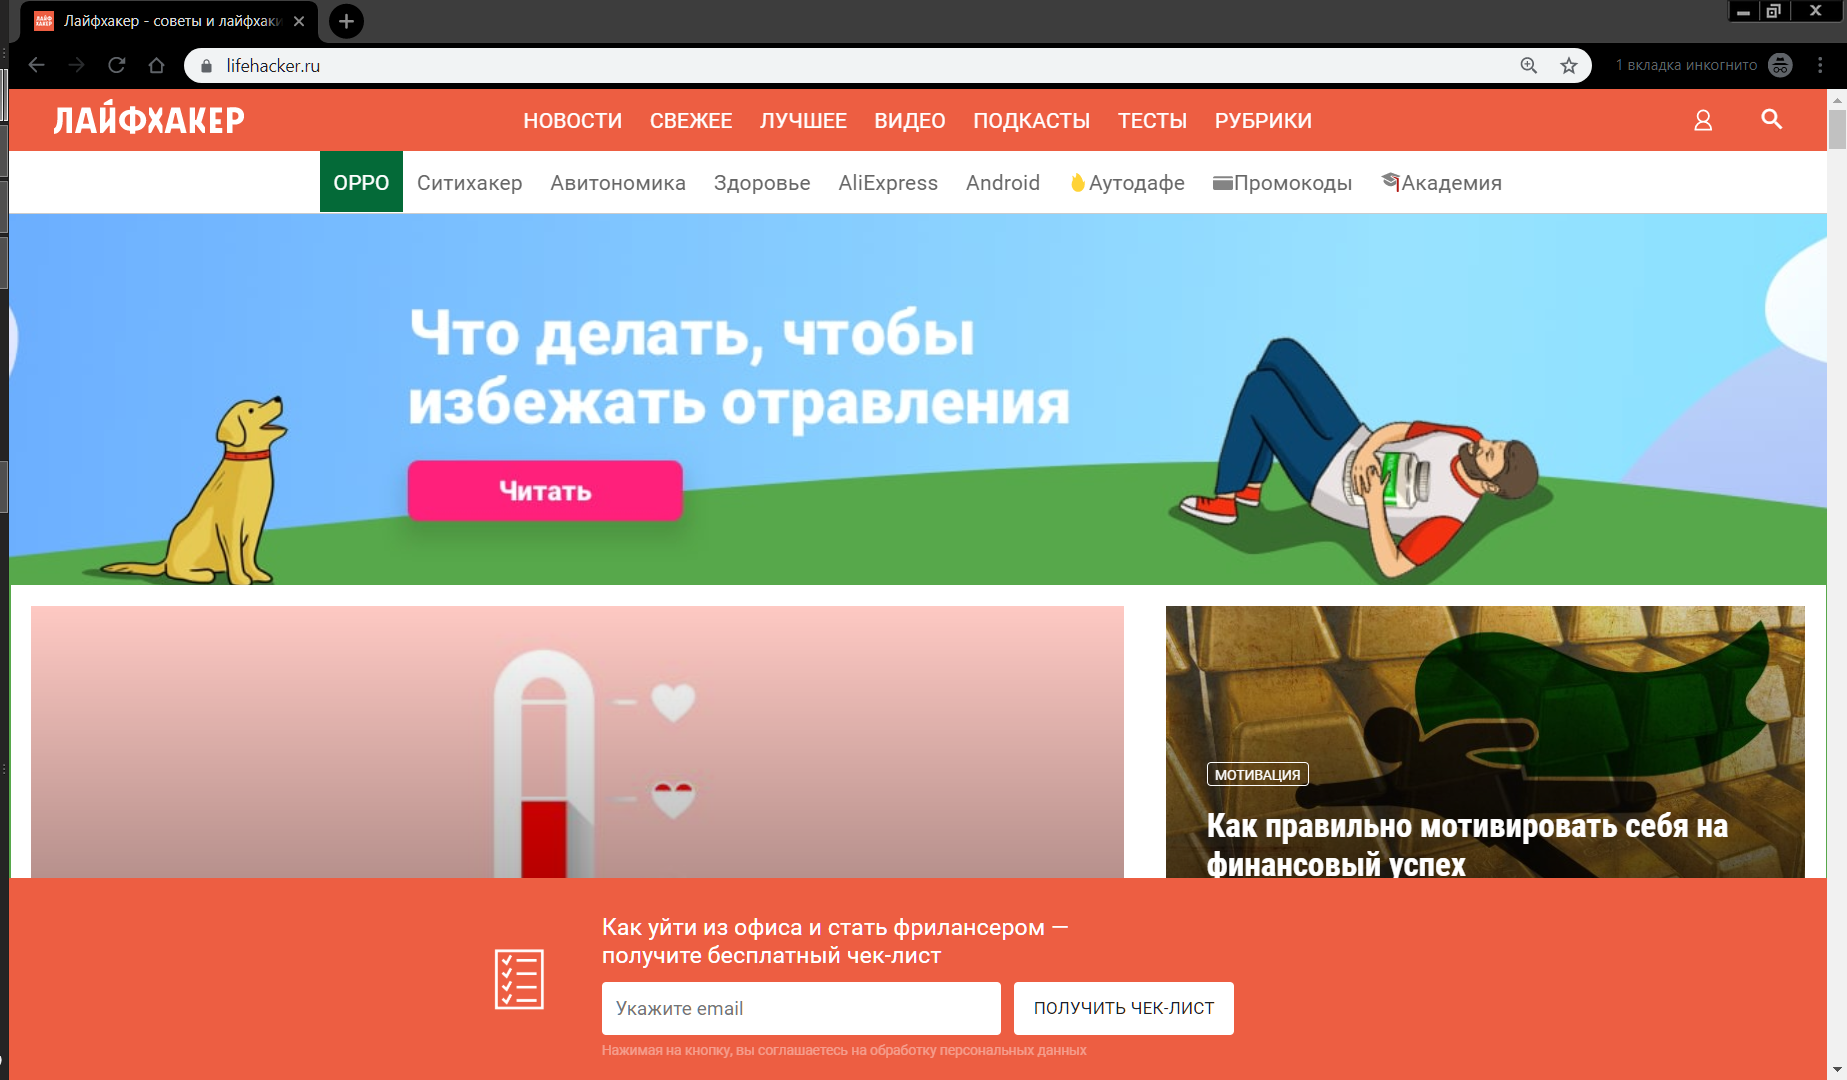 Лайфхакер - советы и лайфхаки
lifehacker.ru
1 вкладка инкогнито
ЛАЙФХАКЕР
НОВОСТИ СВЕЖЕЕ ЛУЧШЕЕ ВИДЕО ПОДКАСТЫ ТЕСТЫ РУБРИКИ
OPPO Ситихакер Авитономика Здоровье AliExpress Android Аутодафе Промокоды Академия
Что делать, чтобы
избежать отравления
Читать
МОТИВАЦИЯ
Как правильно мотивировать себя на
финансовый успех
Как уйти из офиса и стать фрилансером —
получите бесплатный чек-лист
Укажите email
ПОЛУЧИТЬ ЧЕК-ЛИСТ
Нажимая на кнопку, вы соглашаетесь на обработку персональных данных